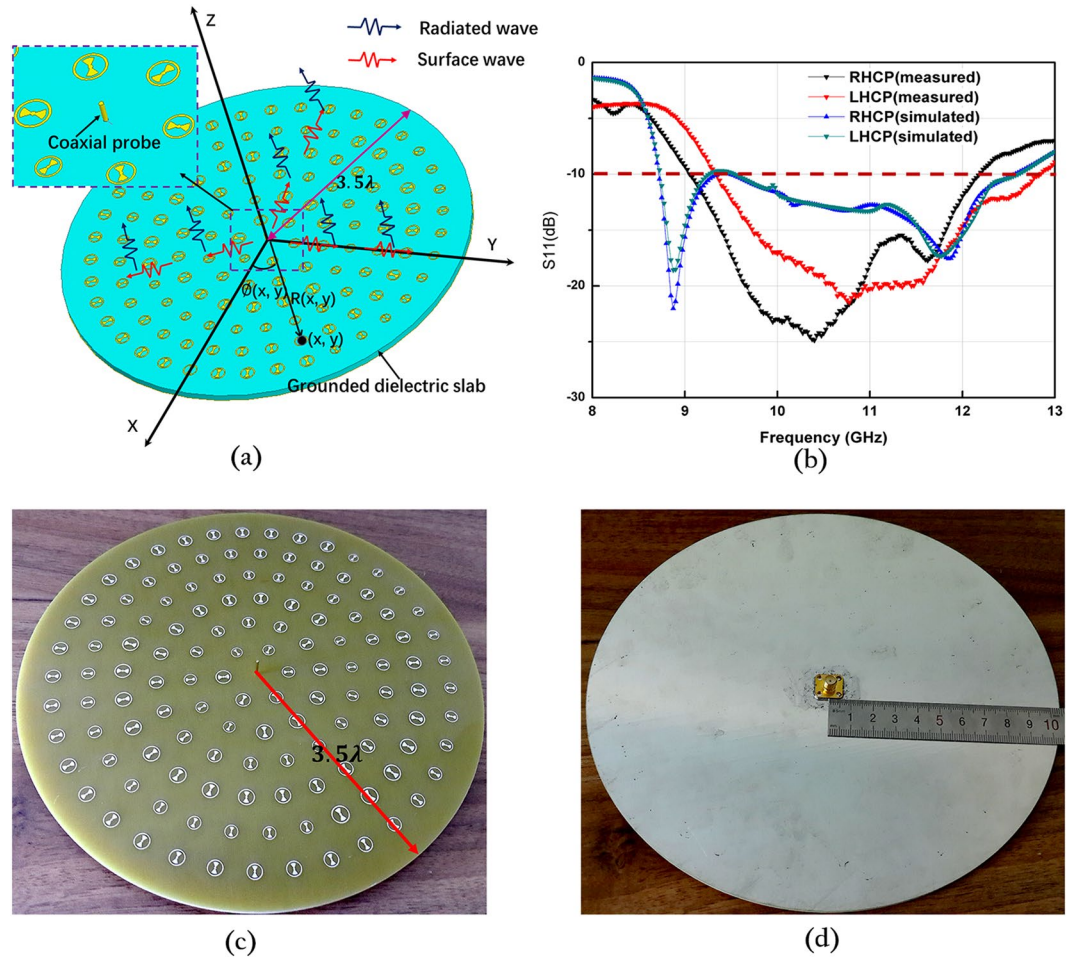 Z
Radiated wave
Surface wave
Coaxial probe
3.5λ
Y
Ø(x, y)
R(x, y)
(x, y)
Grounded dielectric slab
X
(a)
0
-10
-20
-30
S11(dB)
RHCP(measured)
LHCP(measured)
RHCP(simulated)
LHCP(simulated)
8 9 10 11 12 13
Frequency (GHz)
(b)
3.5λ
(c)
1 2 3 4 5 6 7 8 9 10
(d)